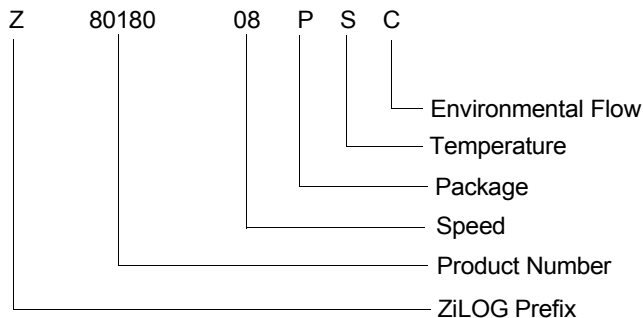 Z 80180 08 P S C
Environmental Flow
Temperature
Package
Speed
Product Number
ZiLOG Prefix